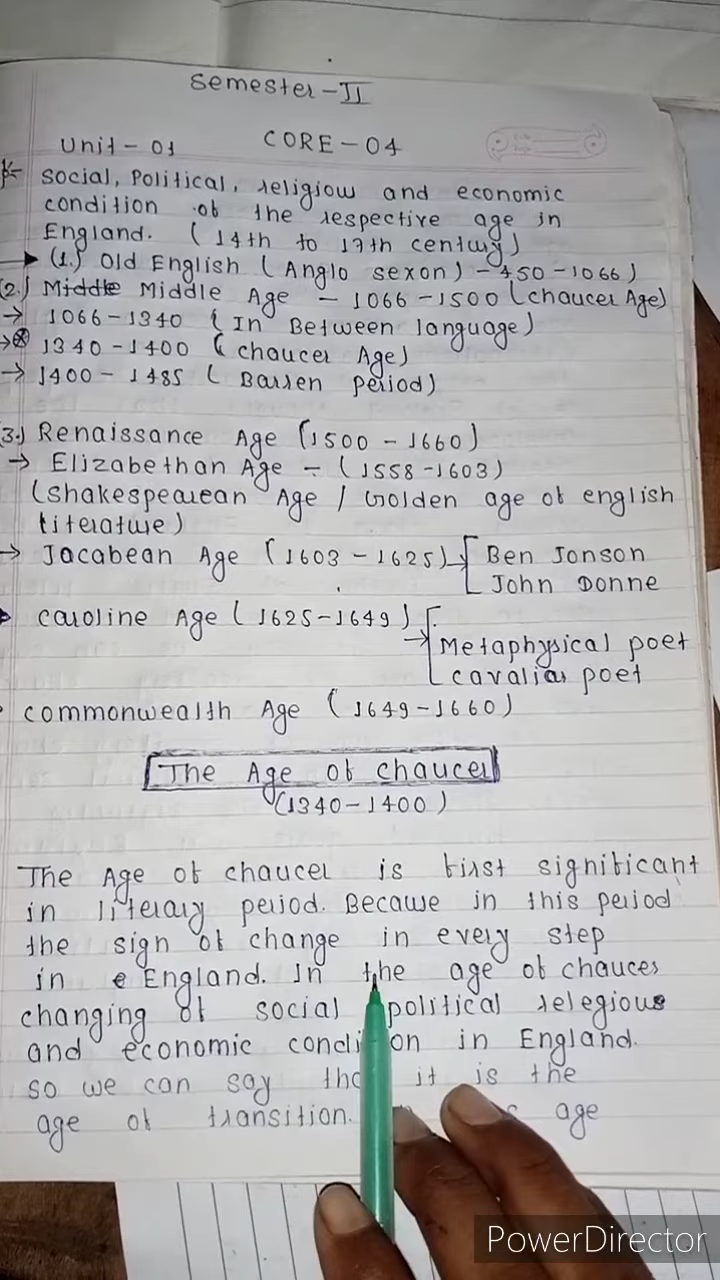 Semester-II
Unit-01 CORE-04
Social, Political, religiow and economic
condition of the respective age in
England. (14th to 17th century)
(1.) Old English (Anglo sexon) - 450-1066)
(2.) Middle Middle Age - 1066-1500 (Chaucer Age)
→ 1066-1340 (In Between language)
→ 1340-1400 (Chaucer Age)
→ 1400-1485 (Barren Period)
(3.) Renaissance Age (1500-1660)
→ Elizabethan Age - (1558-1603)
(Shakespearean Age / Golden age of english
literature)
→ Jacabean Age (1603-1625) → Ben Jonson
John Donne
Caroline Age (1625-1649)
→ Metaphysical poet
cavaliar poet
Commonwealth Age (1649-1660)
The Age of Chaucer
(1340-1400)
The Age of chaucer is first significant
in literary period. Because in this period
the sign of change in every step
in e England. In the age of chaucer
changing of social political relegious
and economic condition in England.
so we can say it is the
age of transition. age
PowerDirector